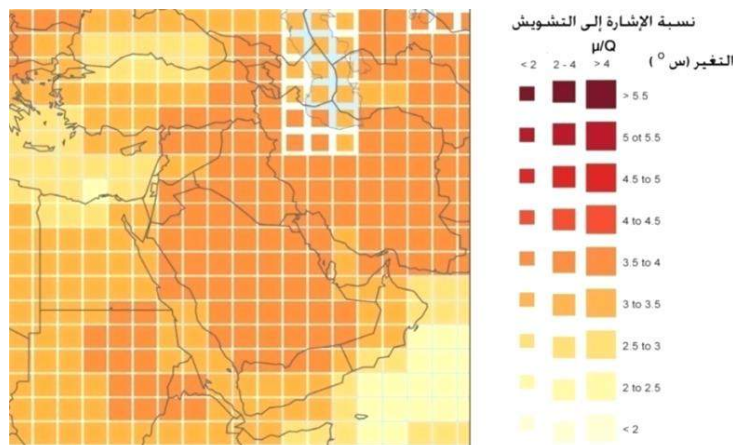 نسبة الإشارة إلى التشويش
µ/Q
التغير (س °)
< 2 2 - 4 > 4
> 5.5
5 ot 5.5
4.5 to 5
4 to 4.5
3.5 to 4
3 to 3.5
2.5 to 3
2 to 2.5
< 2